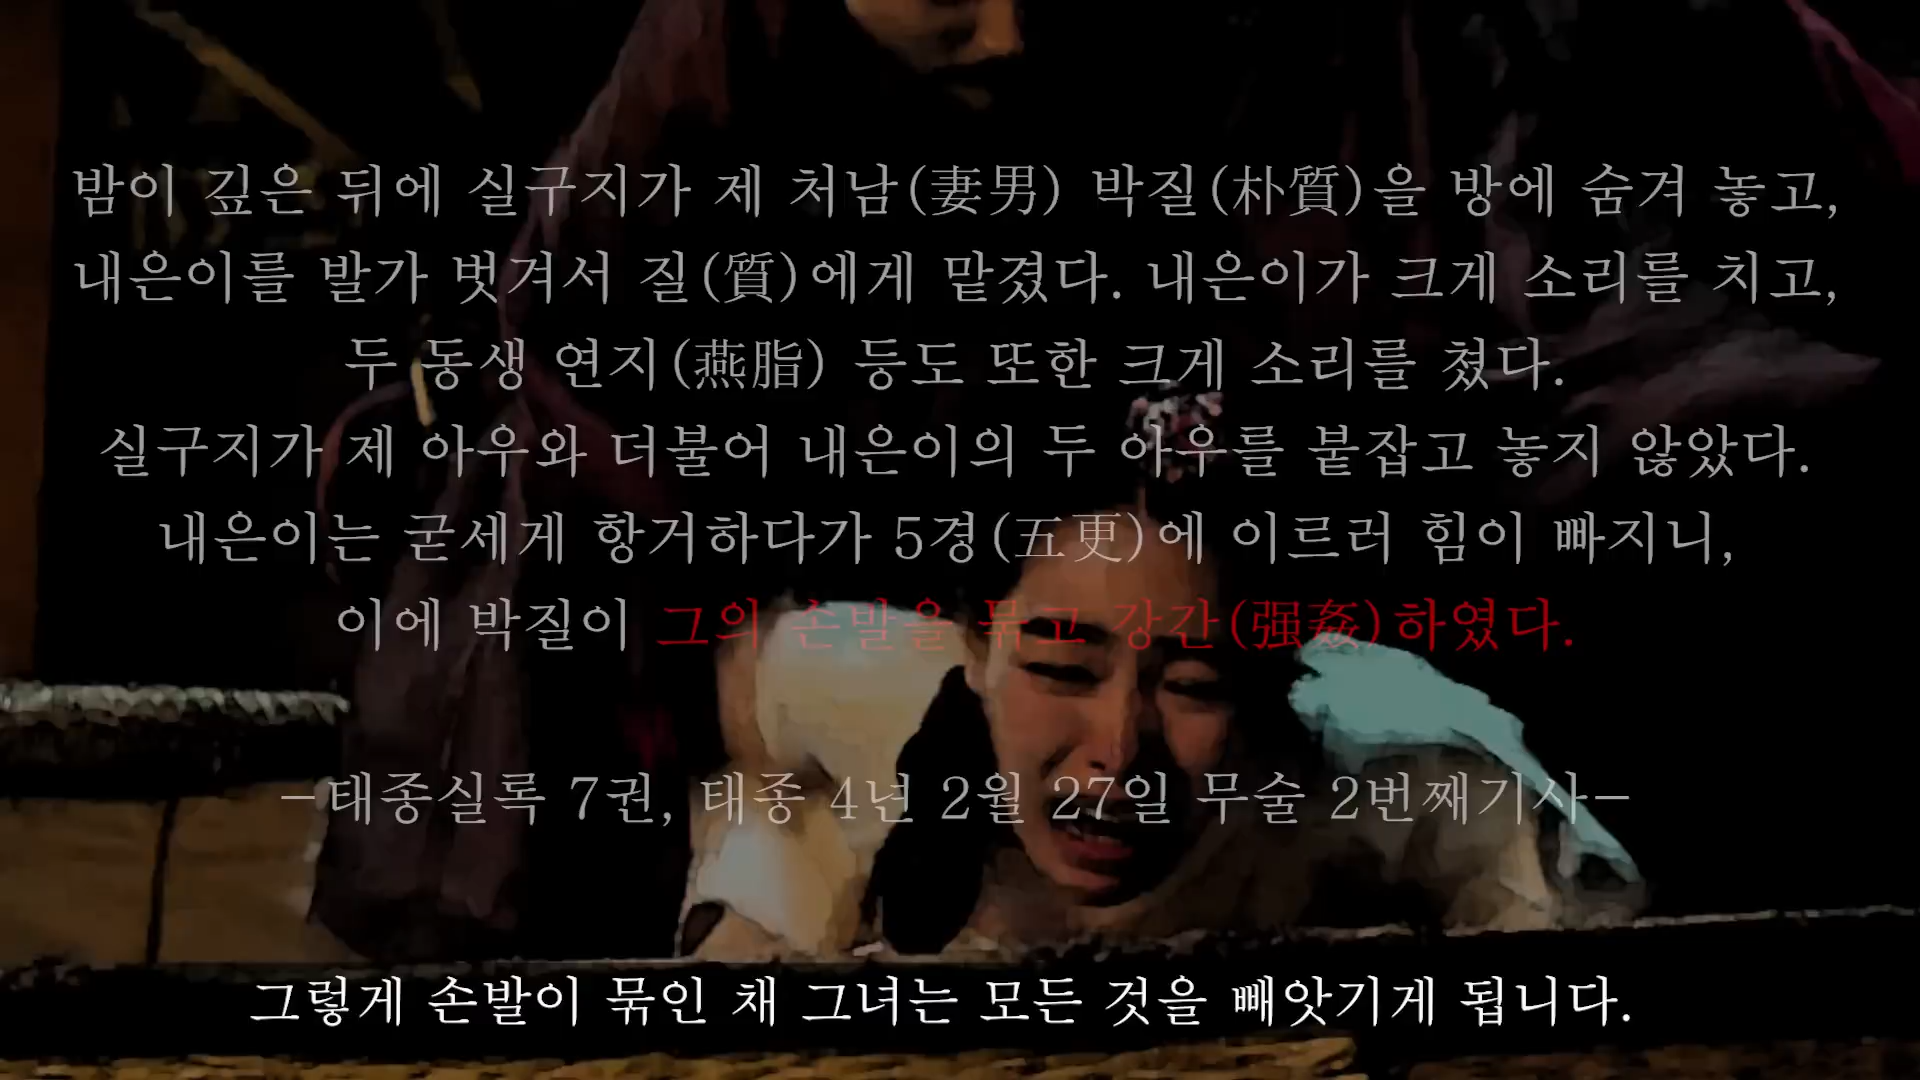 밤이 깊은 뒤에 실구지가 제 처남(妻男) 박질(朴質)을 방에 숨겨 놓고,
내은이를 발가 벗겨서 질(質)에게 맡겼다. 내은이가 크게 소리를 치고,
두 동생 연지(燕脂) 등도 또한 크게 소리를 쳤다.
실구지가 제 아우와 더불어 내은이의 두 아우를 붙잡고 놓지 않았다.
내은이는 굳세게 항거하다가 5경(五更)에 이르러 힘이 빠지니,
이에 박질이 그의 손발을 묶고 강간(强姦)하였다.
-태종실록 7권, 태종 4년 2월 27일 무술 2번째기사-
그렇게 손발이 묶인 채 그녀는 모든 것을 빼앗기게 됩니다.